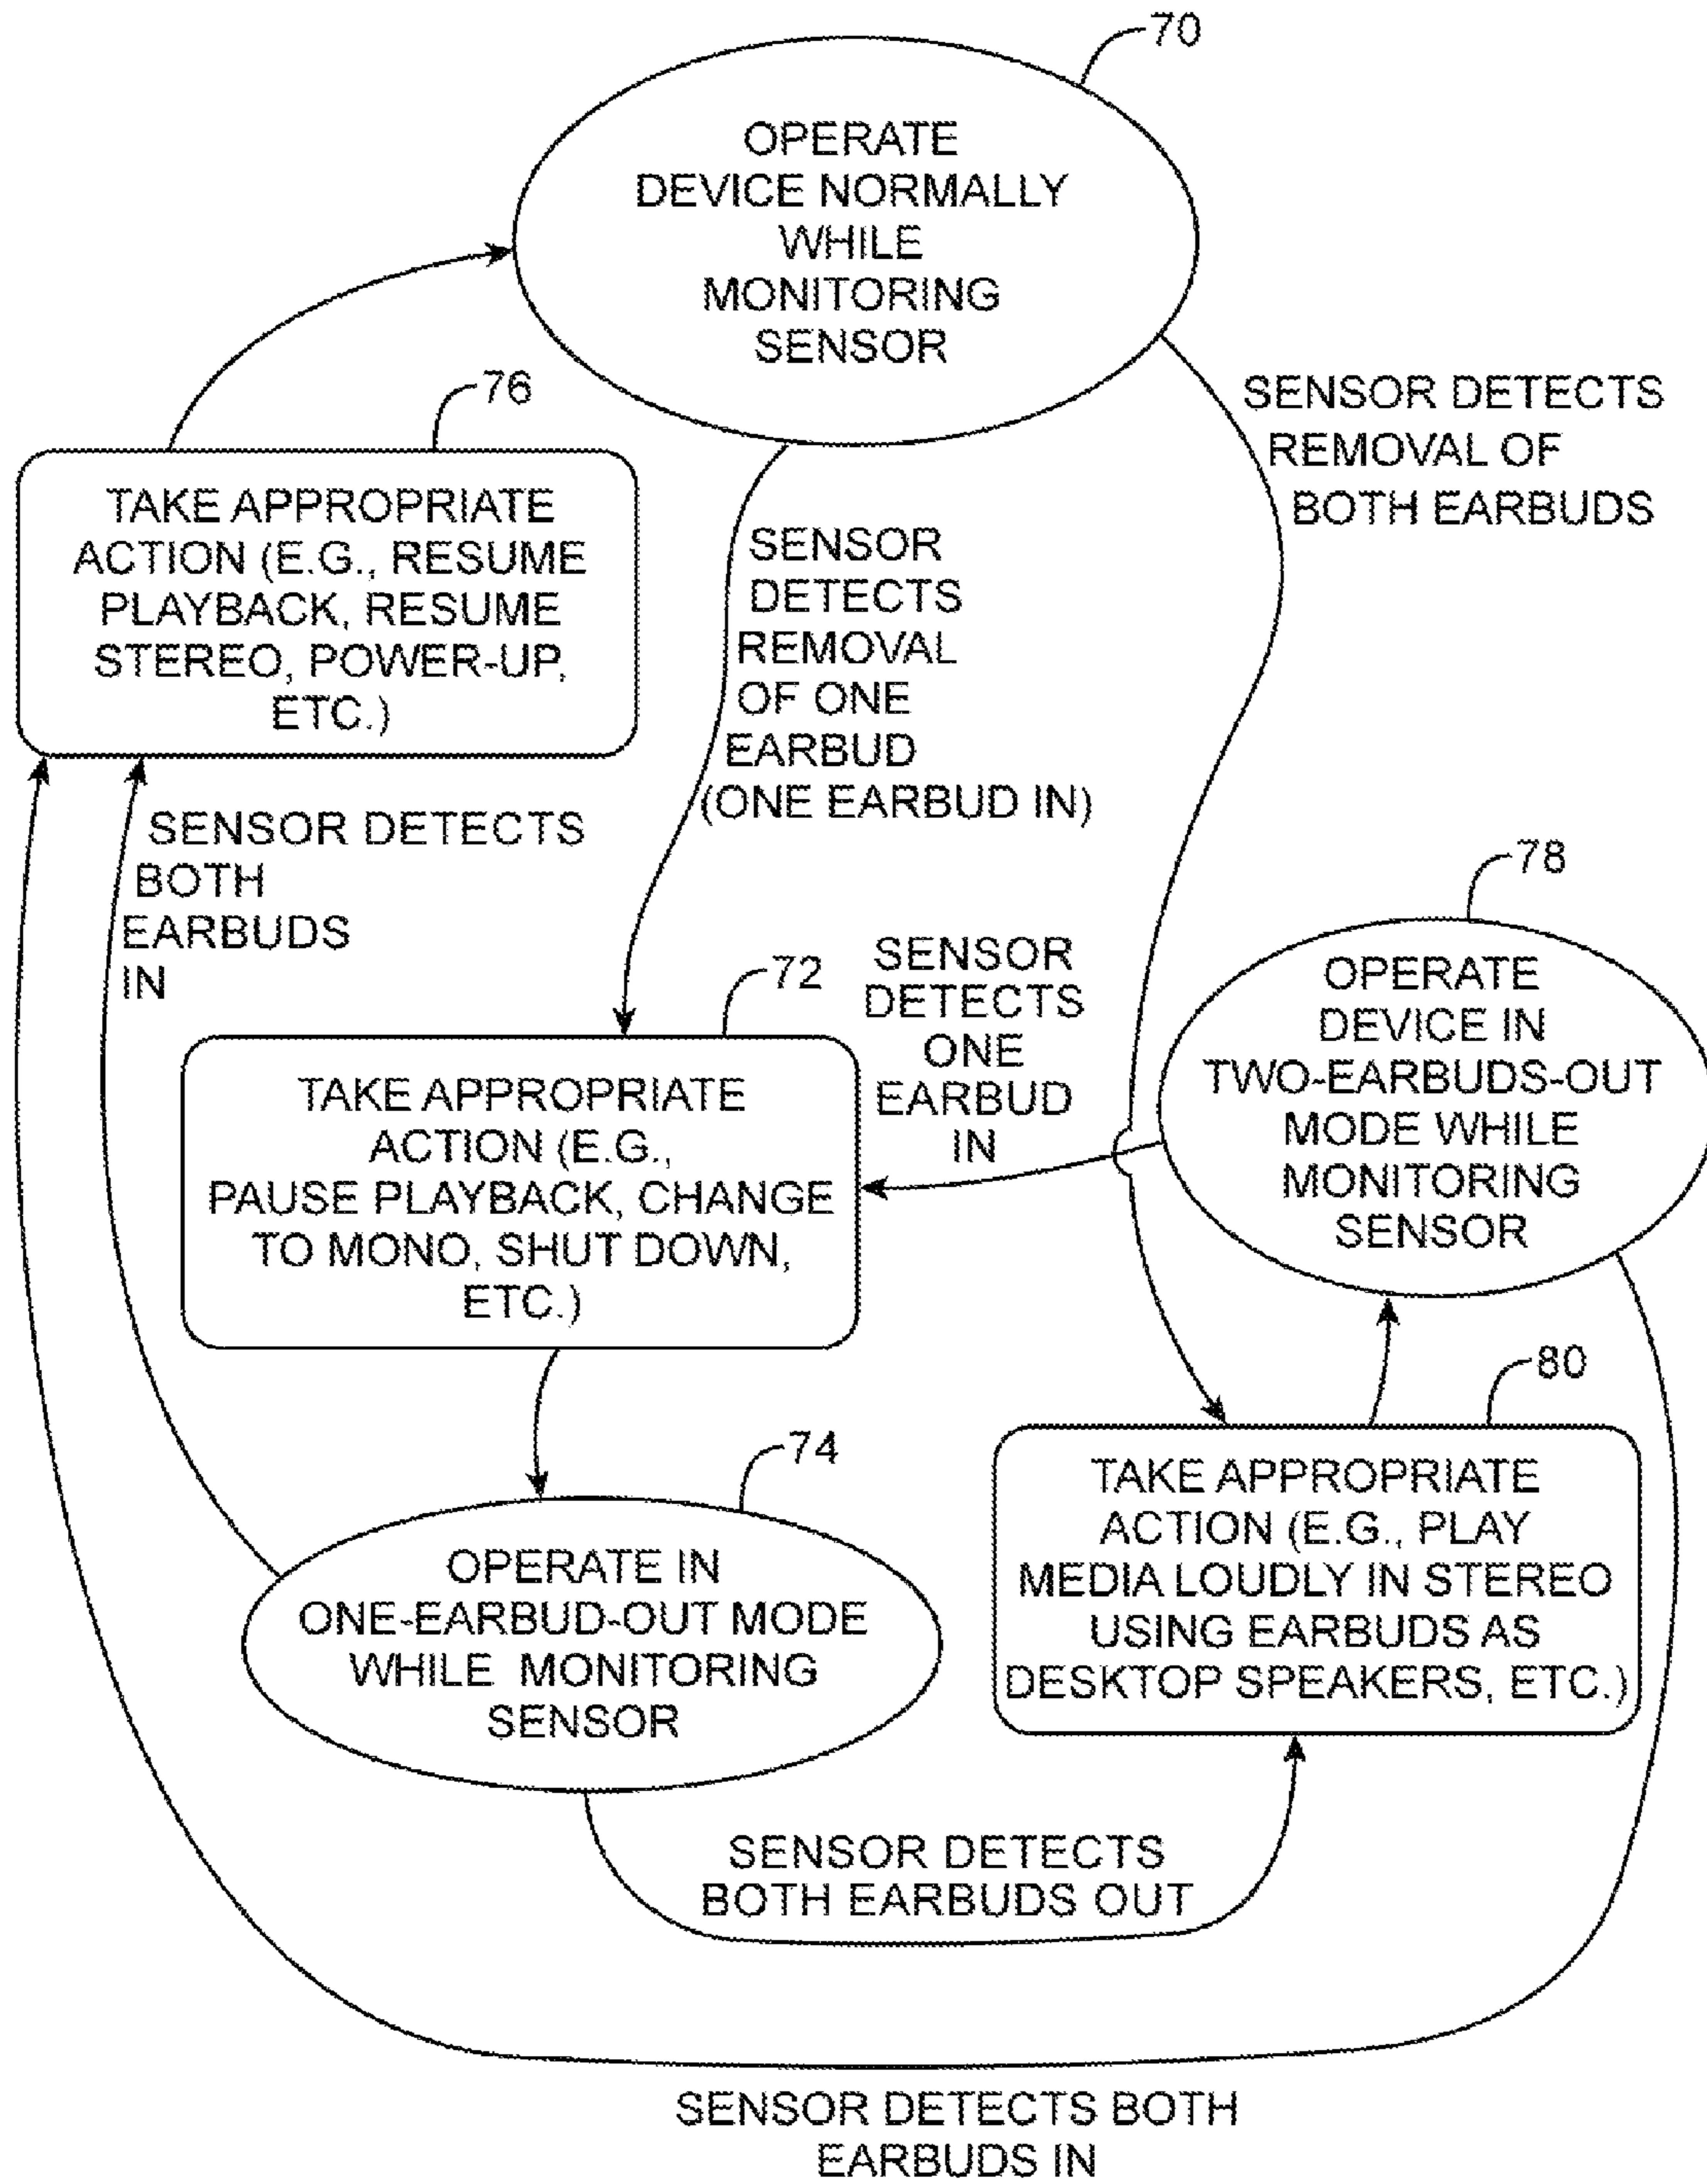 70
OPERATE
DEVICE NORMALLY
WHILE
MONITORING
SENSOR
76
TAKE APPROPRIATE
ACTION (E.G., RESUME
PLAYBACK, RESUME
STEREO, POWER-UP,
ETC.)
SENSOR DETECTS
REMOVAL OF
BOTH EARBUDS
SENSOR
DETECTS
REMOVAL
OF ONE
EARBUD
(ONE EARBUD IN)
SENSOR DETECTS
BOTH
EARBUDS
IN
72
TAKE APPROPRIATE
ACTION (E.G.,
PAUSE PLAYBACK, CHANGE
TO MONO, SHUT DOWN,
ETC.)
SENSOR
DETECTS
ONE
EARBUD
IN
78
OPERATE
DEVICE IN
TWO-EARBUDS-OUT
MODE WHILE
MONITORING
SENSOR
74
OPERATE IN
ONE-EARBUD-OUT MODE
WHILE MONITORING
SENSOR
80
TAKE APPROPRIATE
ACTION (E.G., PLAY
MEDIA LOUDLY IN STEREO
USING EARBUDS AS
DESKTOP SPEAKERS, ETC.)
SENSOR DETECTS
BOTH EARBUDS OUT
SENSOR DETECTS BOTH
EARBUDS IN